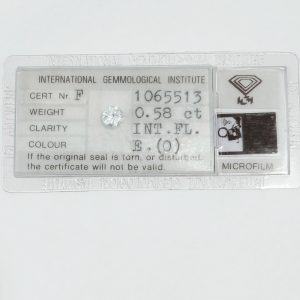 INTERNATIONAL GEMMOLOGICAL INSTITUTE
CERT Nr. F 1065513
WEIGHT 0.58 ct
CLARITY INT.FL.
COLOUR E.(0)
If the original seal is torn, or disturbed,
the certificate will not be valid.
MICROFILM